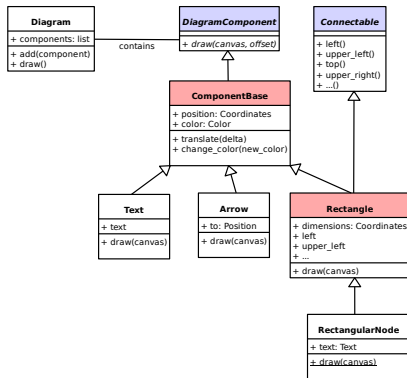 Diagram
+ components: list
+ add(component)
+ draw()
contains
DiagramComponent
+ draw(canvas, offset)
Connectable
+ left()
+ upper_left()
+ top()
+ upper_right()
+ ...()
ComponentBase
+ position: Coordinates
+ color: Color
+ translate(delta)
+ change_color(new_color)
Text
+ text
+ draw(canvas)
Arrow
+ to: Position
+ draw(canvas)
Rectangle
+ dimensions: Coordinates
+ left
+ upper_left
+ ...
+ draw(canvas)
RectangularNode
+ text: Text
+ draw(canvas)